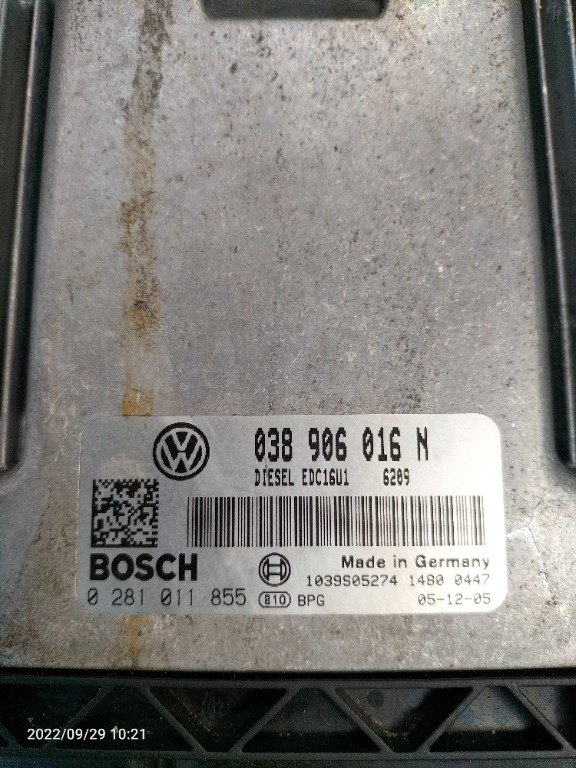 038 906 016 N
DIESEL EDC16U1 6209
BOSCH
Made in Germany
1039S05274 1480 0447
0 281 011 855 B10 BPG 05-12-05
2022/09/29 10:21